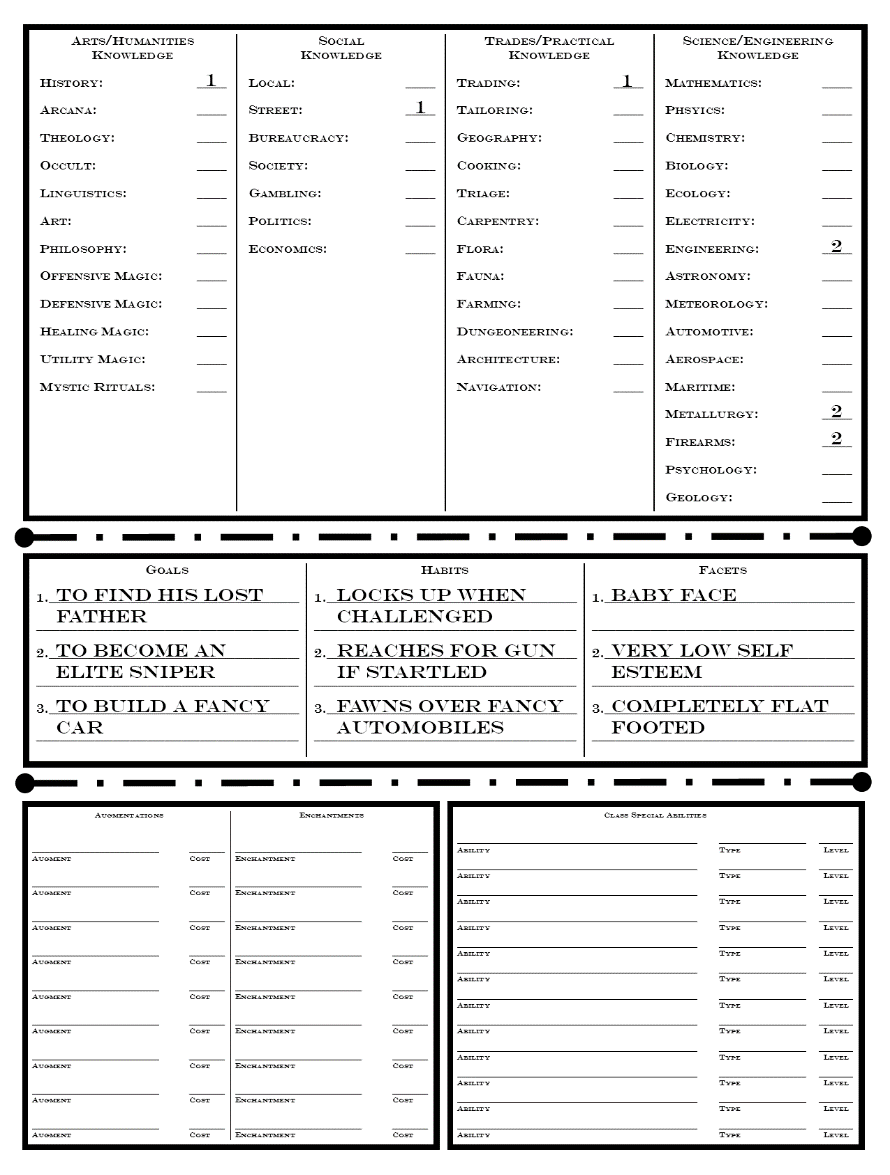 Arts/Humanities
Knowledge
History: 1
Arcana:
Theology:
Occult:
Linguistics:
Art:
Philosophy:
Offensive Magic:
Defensive Magic:
Healing Magic:
Utility Magic:
Mystic Rituals:
Social
Knowledge
Local:
Street: 1
Bureaucracy:
Society:
Gambling:
Politics:
Economics:
Trades/Practical
Knowledge
Trading: 1
Tailoring:
Geography:
Cooking:
Triage:
Carpentry:
Flora:
Fauna:
Farming:
Dungeoneering:
Architecture:
Navigation:
Science/Engineering
Knowledge
Mathematics:
Phsyics:
Chemistry:
Biology:
Ecology:
Electricity:
Engineering: 2
Astronomy:
Meteorology:
Automotive:
Aerospace:
Maritime:
Metallurgy: 2
Firearms: 2
Psychology:
Geology:
Goals
1. TO FIND HIS LOST
FATHER
2. TO BECOME AN
ELITE SNIPER
3. TO BUILD A FANCY
CAR
Habits
1. LOCKS UP WHEN
CHALLENGED
2. REACHES FOR GUN
IF STARTLED
3. FAWNS OVER FANCY
AUTOMOBILES
Facets
1. BABY FACE
2. VERY LOW SELF
ESTEEM
3. COMPLETELY FLAT
FOOTED
Augmentations
Augment Cost
Augment Cost
Augment Cost
Augment Cost
Augment Cost
Augment Cost
Augment Cost
Augment Cost
Augment Cost
Enchantments
Enchantment Cost
Enchantment Cost
Enchantment Cost
Enchantment Cost
Enchantment Cost
Enchantment Cost
Enchantment Cost
Enchantment Cost
Enchantment Cost
Class Special Abilities
Ability Type Level
Ability Type Level
Ability Type Level
Ability Type Level
Ability Type Level
Ability Type Level
Ability Type Level
Ability Type Level
Ability Type Level
Ability Type Level
Ability Type Level
Ability Type Level